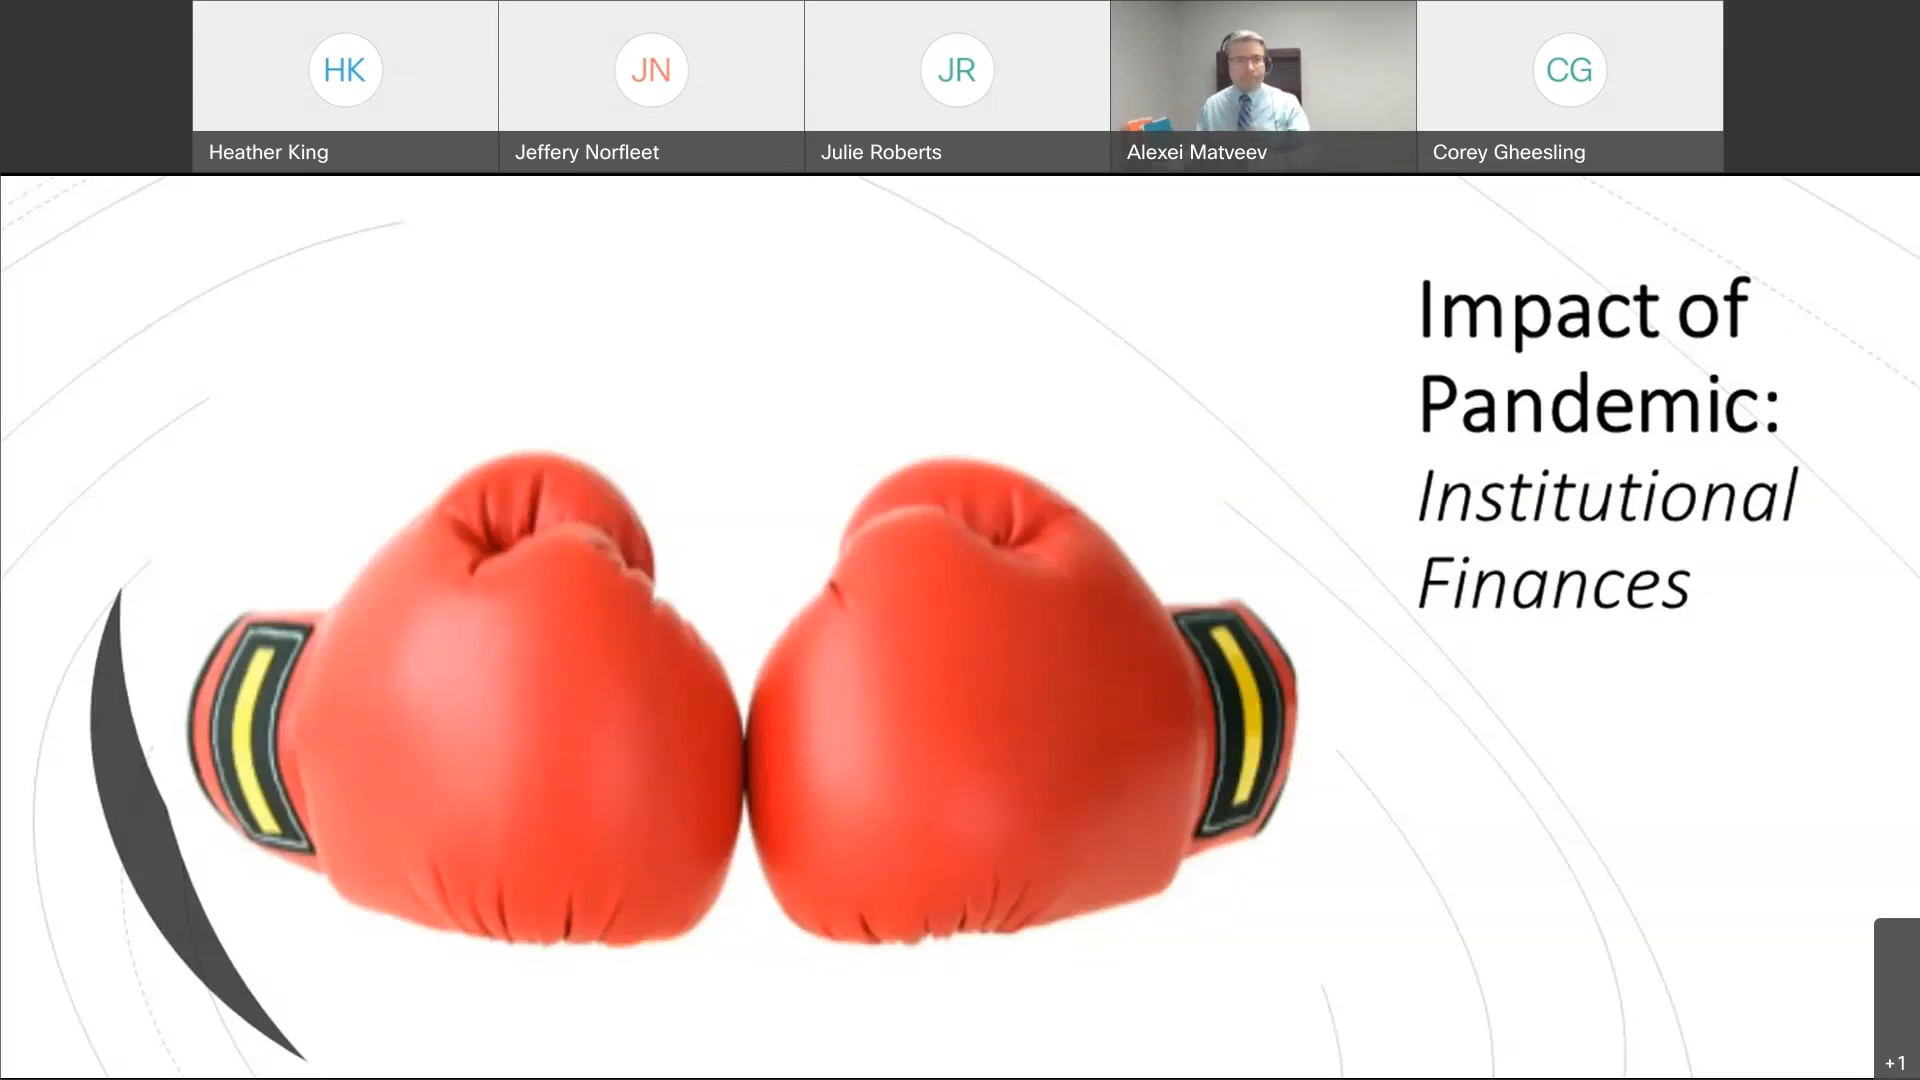 HK
JN
JR
CG
Heather King
Jeffery Norfleet
Julie Roberts
Alexei Matveev
Corey Gheesling
Impact of
Pandemic:
Institutional
Finances
+1